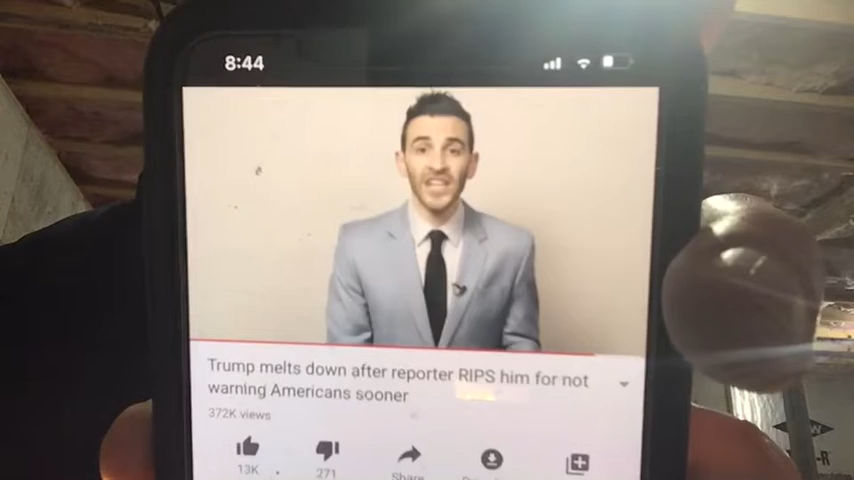 8:44
Trump melts down after reporter RIPS him for not
warning Americans sooner
372K views
13K
271
Share
W
-R